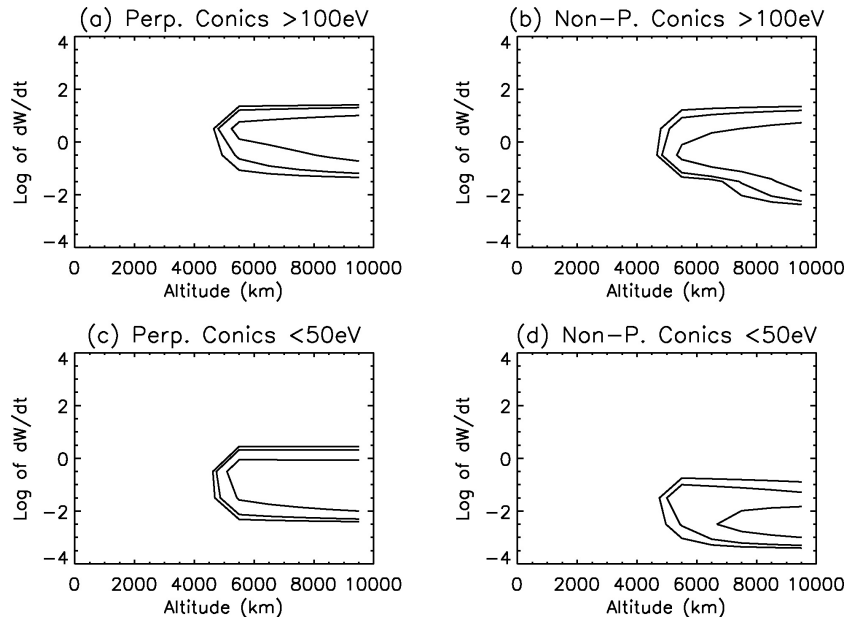 (a) Perp. Conics >100eV
(b) Non-P. Conics >100eV
Log of dW/dt
4
2
0
-2
-4
0 2000 4000 6000 8000 10000
Altitude (km)
Log of dW/dt
4
2
0
-2
-4
0 2000 4000 6000 8000 10000
Altitude (km)
(c) Perp. Conics <50eV
(d) Non-P. Conics <50eV
Log of dW/dt
4
2
0
-2
-4
0 2000 4000 6000 8000 10000
Altitude (km)
Log of dW/dt
4
2
0
-2
-4
0 2000 4000 6000 8000 10000
Altitude (km)